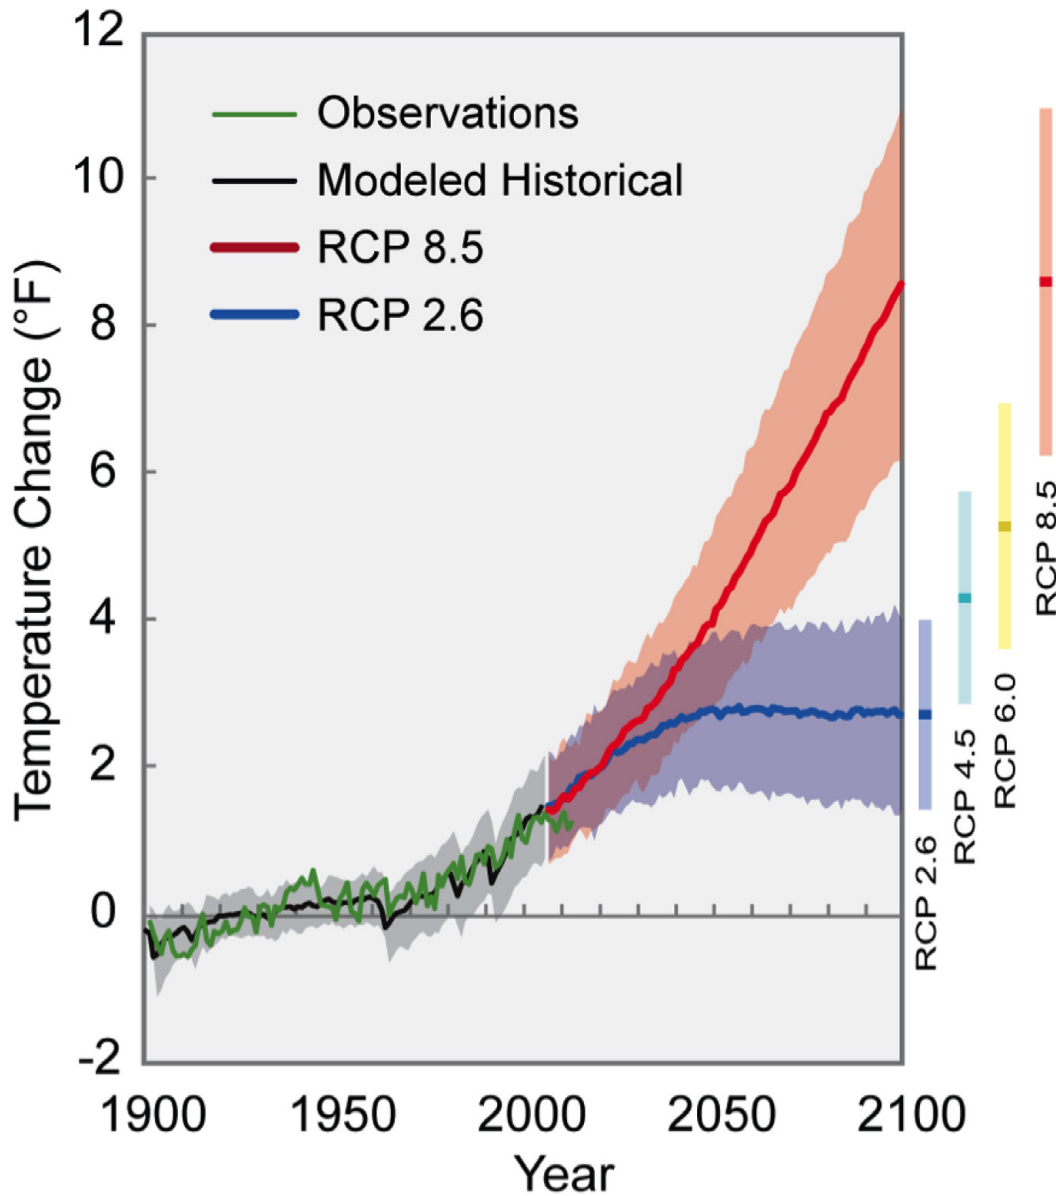 12
10
8
6
4
2
0
-2
Temperature Change (°F)
Observations
Modeled Historical
RCP 8.5
RCP 2.6
1900 1950 2000 2050 2100
Year
RCP 2.6
RCP 4.5
RCP 6.0
RCP 8.5